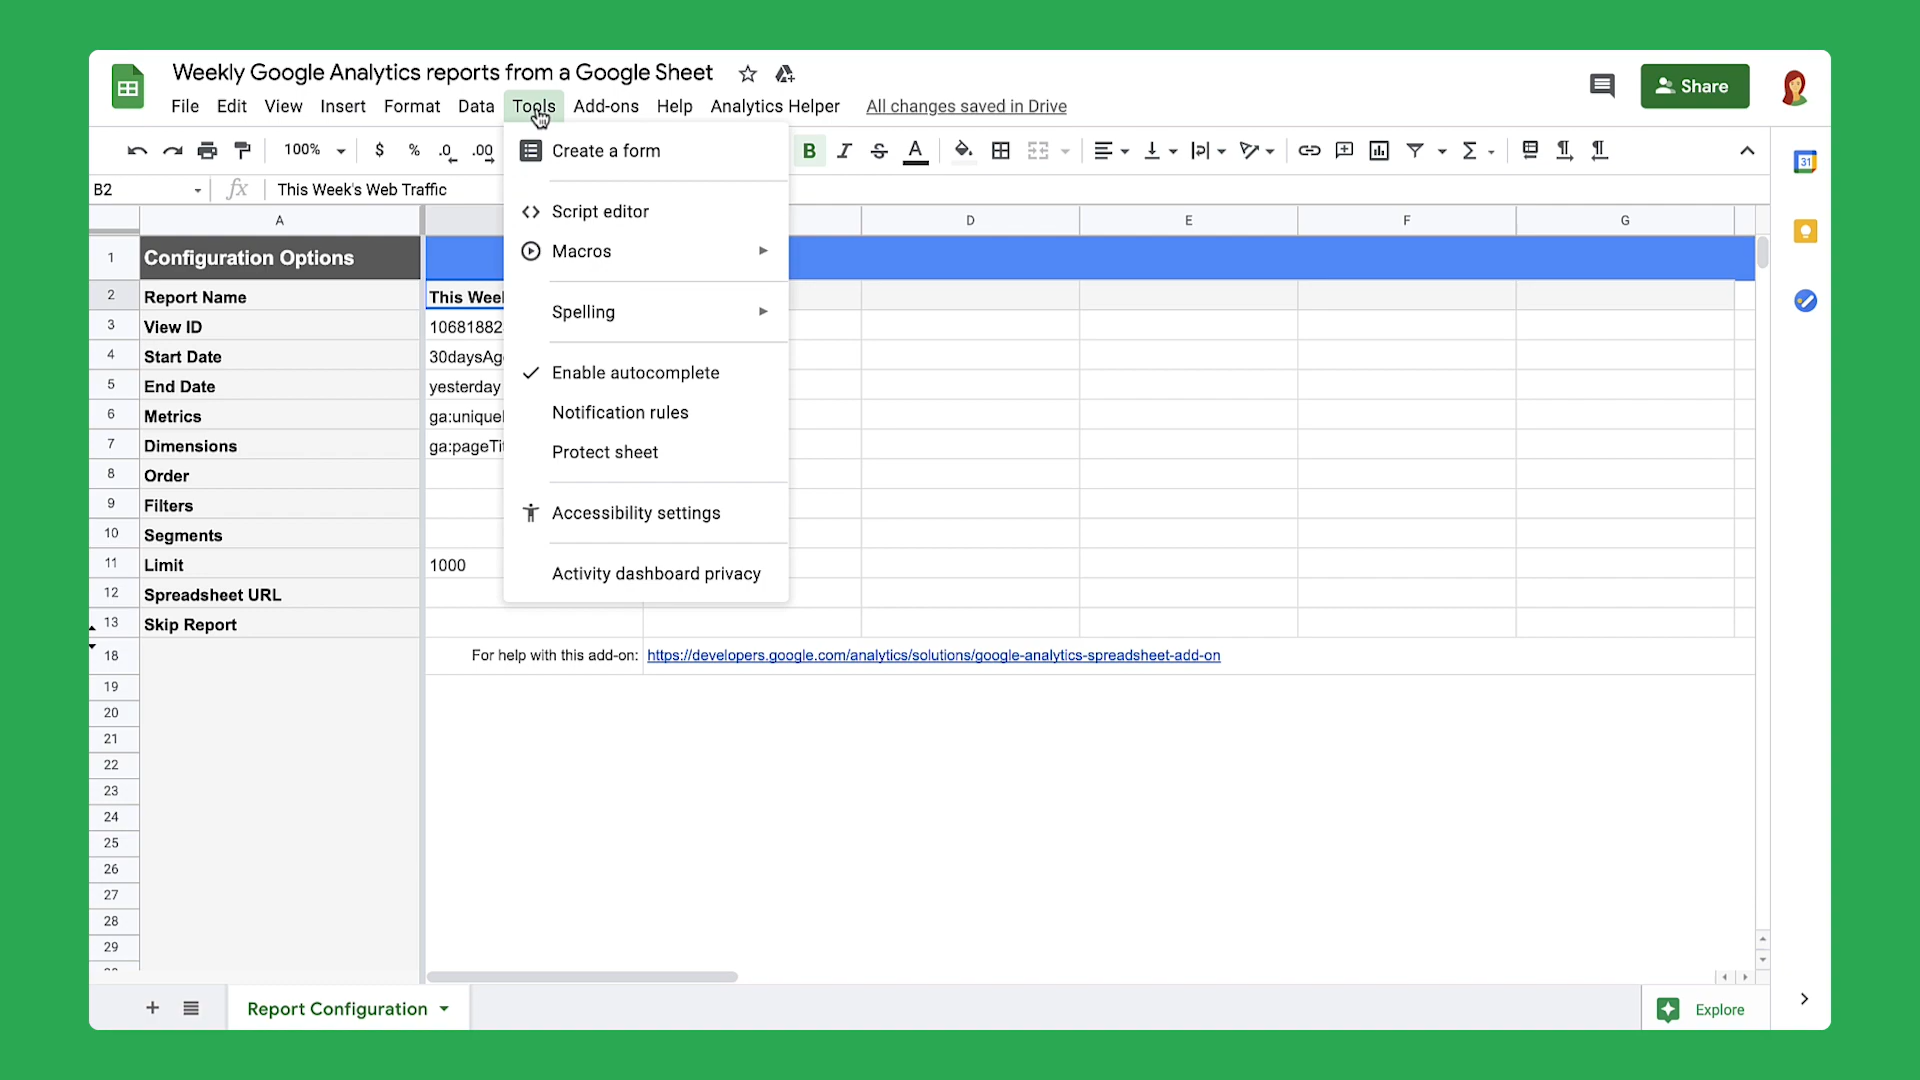 Weekly Google Analytics reports from a Google Sheet
File Edit View Insert Format Data Tools Add-ons Help Analytics Helper All changes saved in Drive
Share
100% $ % .0 .00 B I S A
31
B2 fx This Week's Web Traffic
Create a form
Script editor
Macros
Spelling
Enable autocomplete
Notification rules
Protect sheet
Accessibility settings
Activity dashboard privacy
A D E F G
1 Configuration Options
2 Report Name This Weel
3 View ID 10681882
4 Start Date 30daysAg
5 End Date yesterday
6 Metrics ga:unique
7 Dimensions ga:pageTit
8 Order
9 Filters
10 Segments
11 Limit 1000
12 Spreadsheet URL
13 Skip Report
18 For help with this add-on: https://developers.google.com/analytics/solutions/google-analytics-spreadsheet-add-on
19
20
21
22
23
24
25
26
27
28
29
Report Configuration
Explore